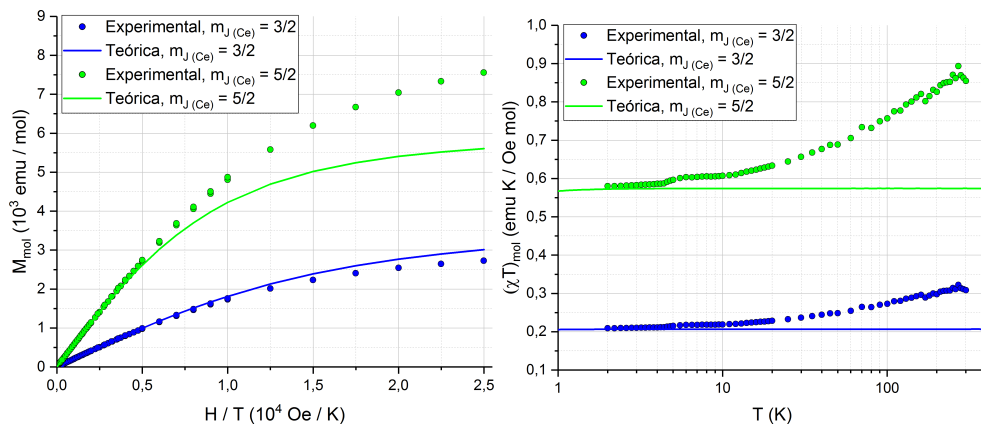 Experimental, mJ (Ce) = 3/2
Teórica, mJ (Ce) = 3/2
Experimental, mJ (Ce) = 5/2
Teórica, mJ (Ce) = 5/2
9
8
7
6
5
4
3
2
1
0
Mmol (10³ emu / mol)
0,0 0,5 1,0 1,5 2,0 2,5
H / T (10⁴ Oe / K)
Experimental, mJ (Ce) = 3/2
Teórica, mJ (Ce) = 3/2
Experimental, mJ (Ce) = 5/2
Teórica, mJ (Ce) = 5/2
1,0
0,9
0,8
0,7
0,6
0,5
0,4
0,3
0,2
0,1
(χT)mol (emu K / Oe mol)
1 10 100
T (K)